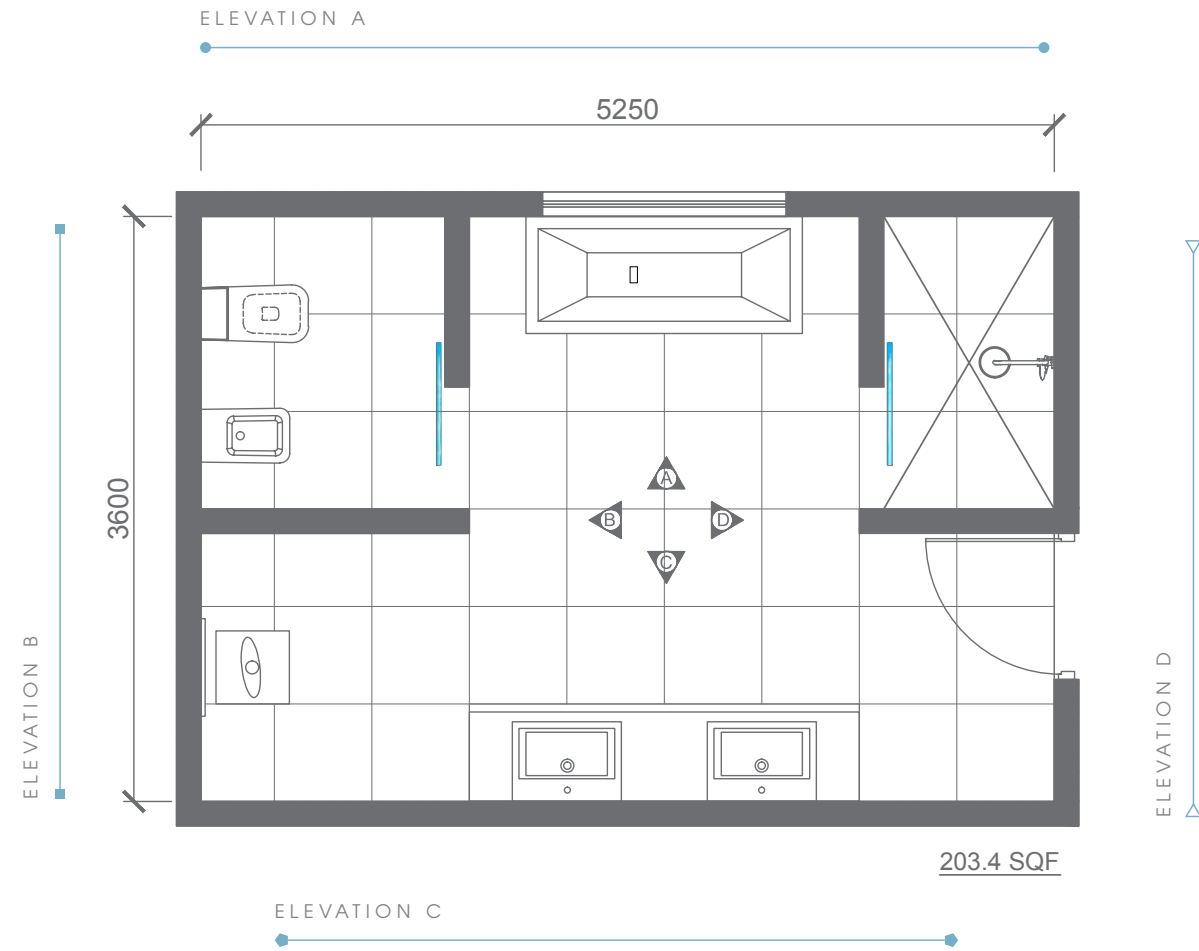 ELEVATION A
5250
3600
A
B
D
C
ELEVATION B
ELEVATION D
203.4 SQF
ELEVATION C